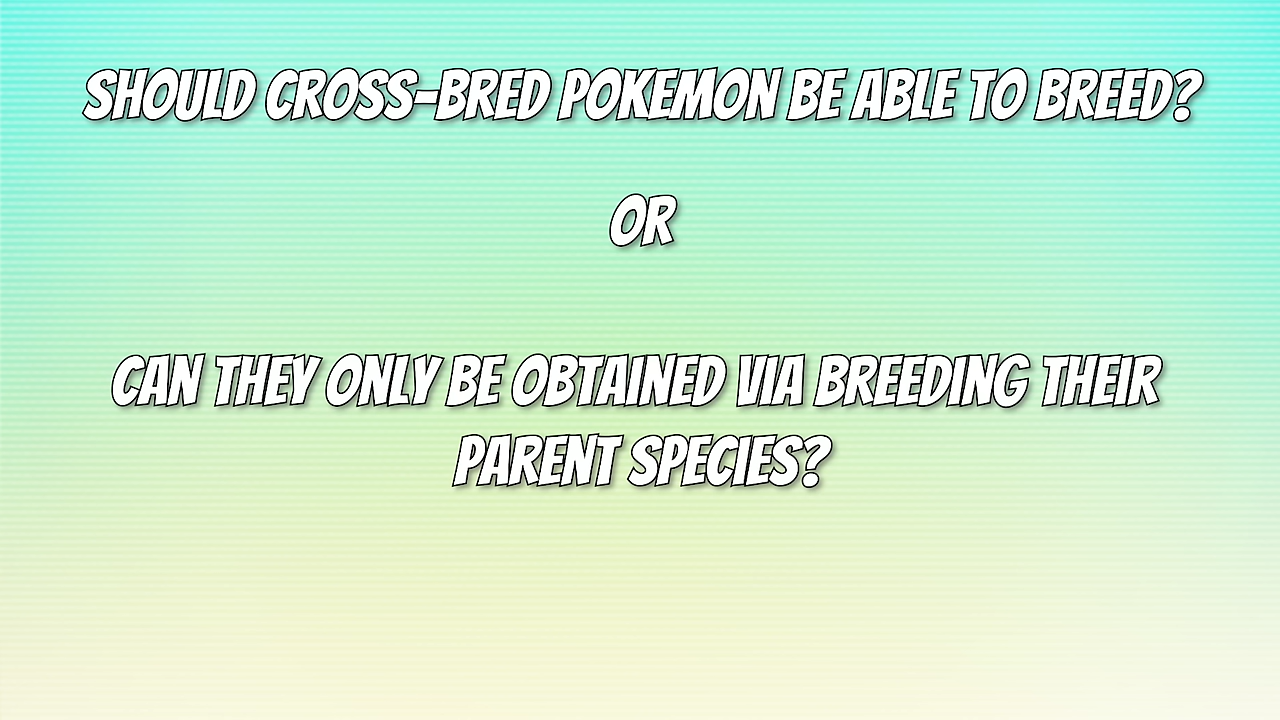 SHOULD CROSS-BRED POKEMON BE ABLE TO BREED?
OR
CAN THEY ONLY BE OBTAINED VIA BREEDING THEIR
PARENT SPECIES?